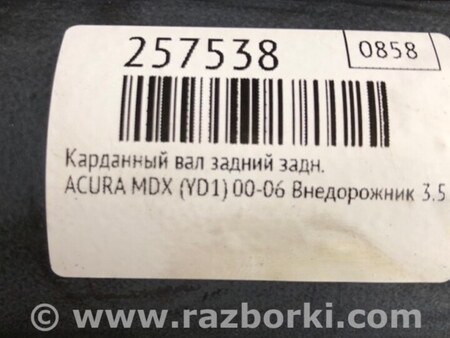 257538
0858
Карданный вал задний задн.
ACURA MDX (YD1) 00-06 Внедорожник 3.5
© www.razborki.com